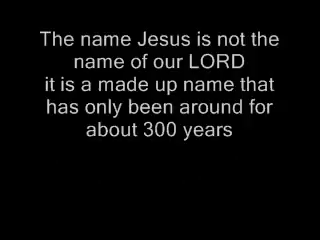 The name Jesus is not the
name of our LORD
it is a made up name that
has only been around for
about 300 years